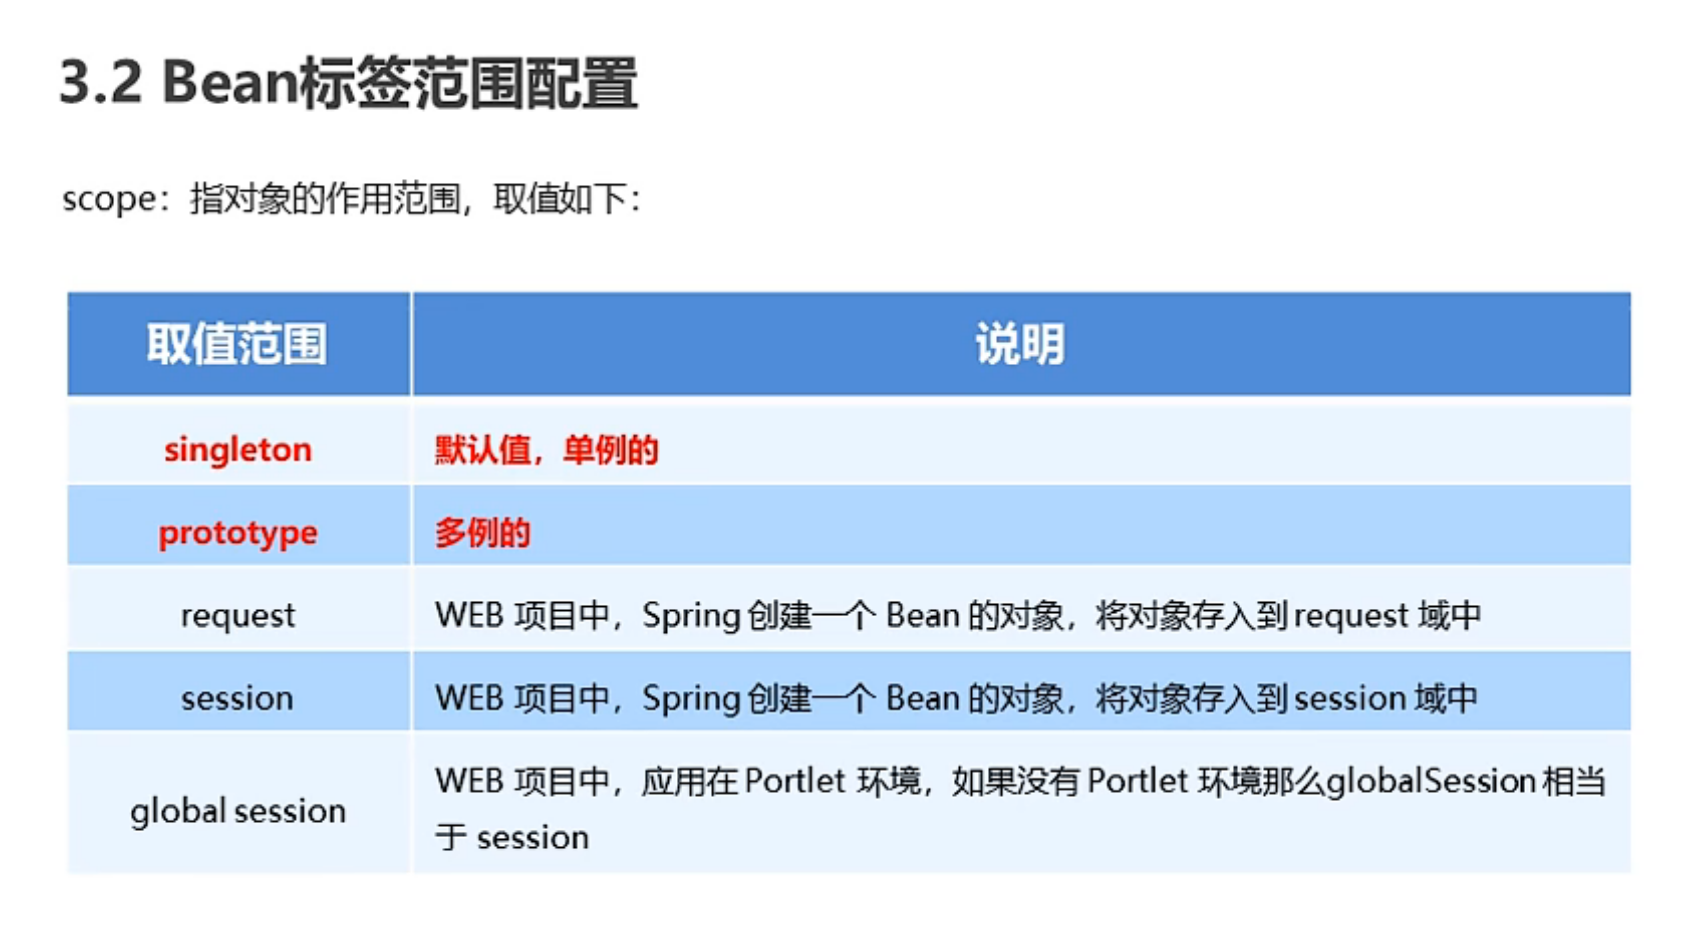 3.2 Bean标签范围配置
scope：指对象的作用范围，取值如下：
取值范围 说明
singleton 默认值，单例的
prototype 多例的
request WEB 项目中，Spring 创建一个 Bean 的对象，将对象存入到 request 域中
session WEB 项目中，Spring 创建一个 Bean 的对象，将对象存入到 session 域中
global session WEB 项目中，应用在 Portlet 环境，如果没有 Portlet 环境那么globalSession 相当
于 session